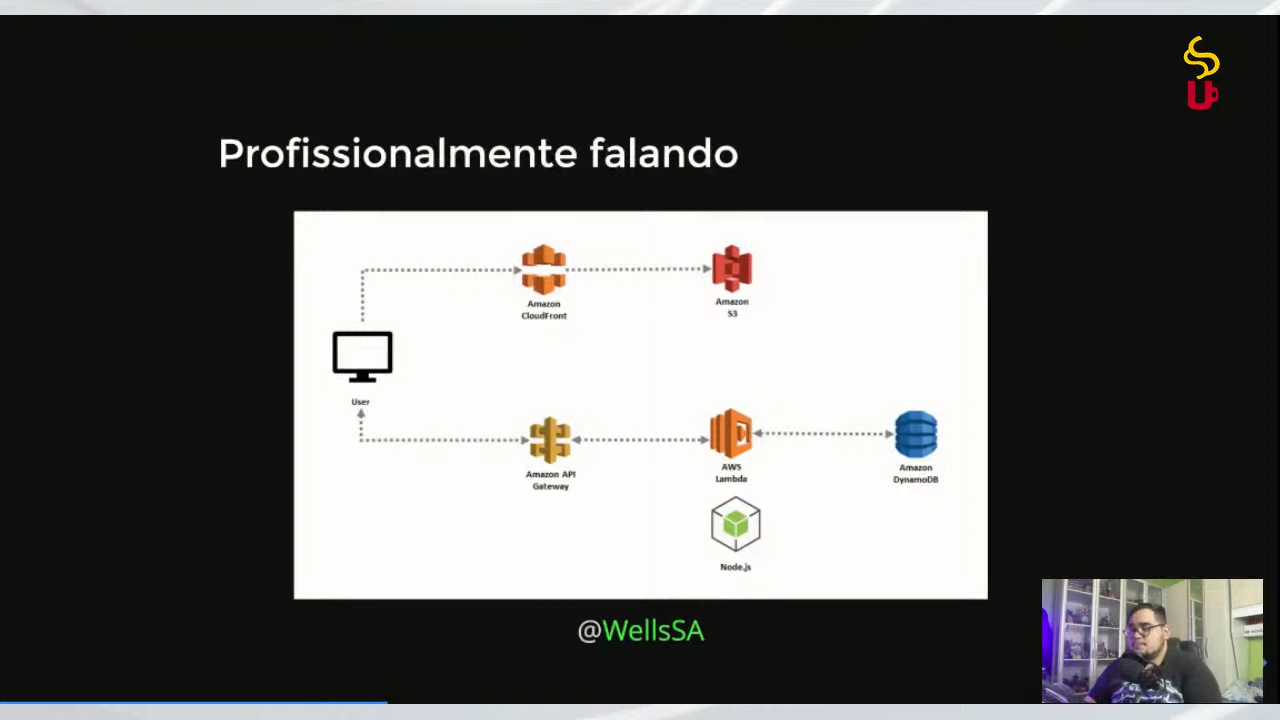 Profissionalmente falando
Amazon
CloudFront
Amazon
S3
User
Amazon API
Gateway
AWS
Lambda
Amazon
DynamoDB
Node.js
@WellsSA